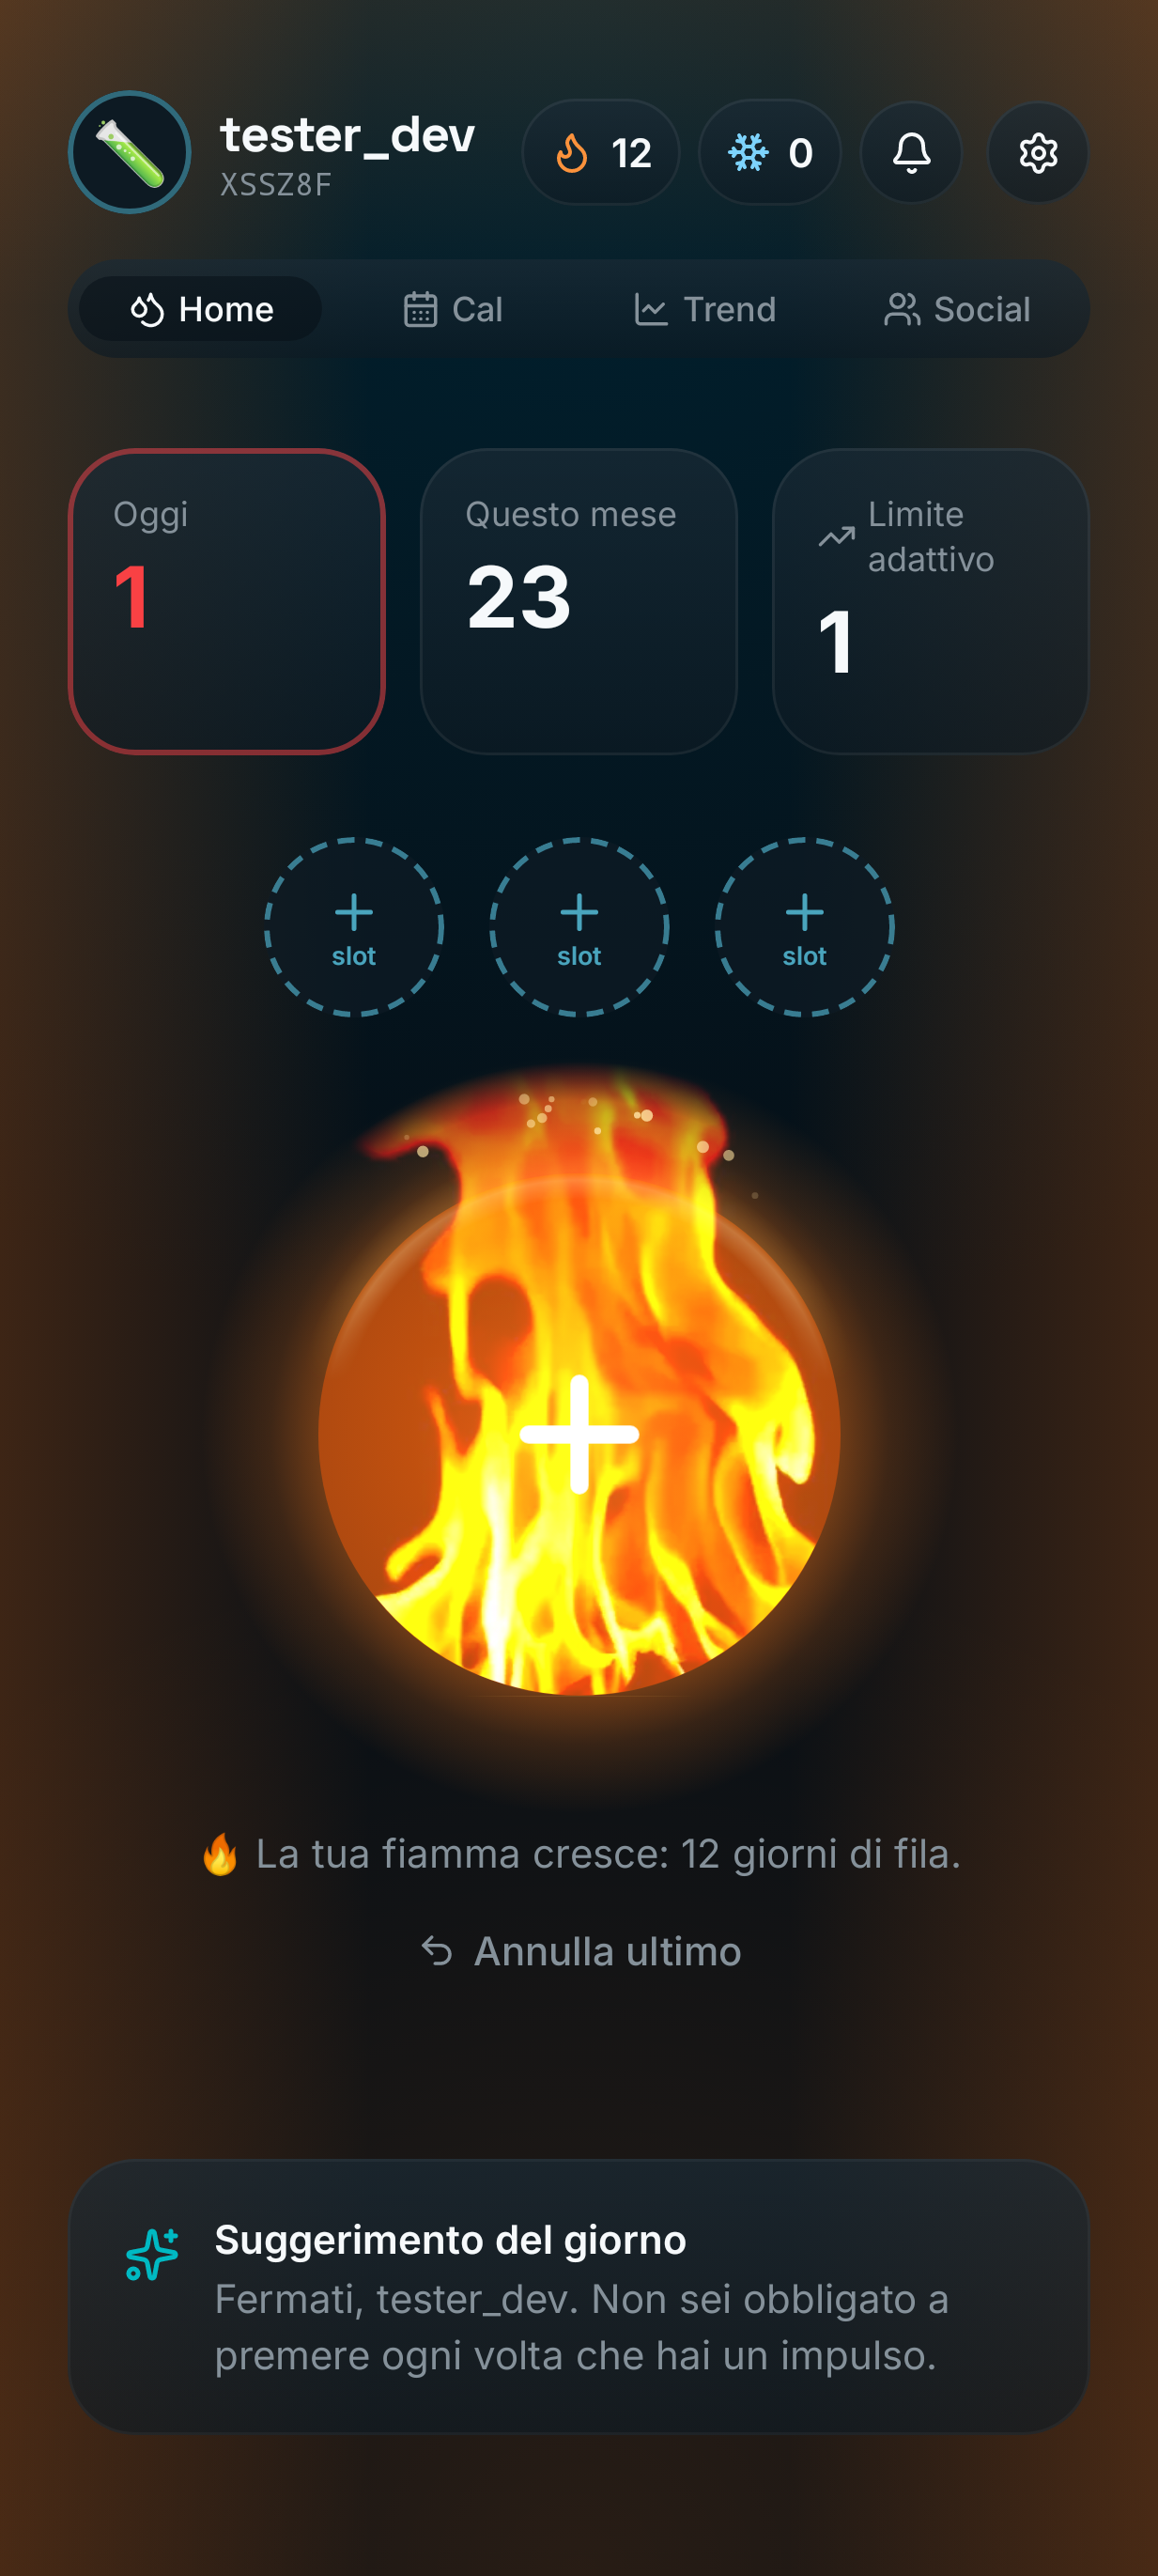 tester_dev
XSSZ8F
12
0
Home
Cal
Trend
Social
Oggi
1
Questo mese
23
Limite
adattivo
1
slot
slot
slot
🔥 La tua fiamma cresce: 12 giorni di fila.
Annulla ultimo
Suggerimento del giorno
Fermati, tester_dev. Non sei obbligato a
premere ogni volta che hai un impulso.